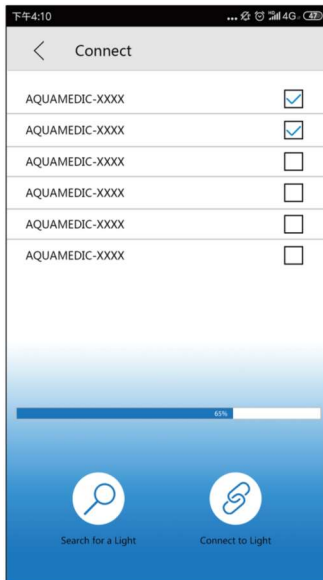 下午4:10 ... 4G 47
Connect
AQUAMEDIC-XXXX
AQUAMEDIC-XXXX
AQUAMEDIC-XXXX
AQUAMEDIC-XXXX
AQUAMEDIC-XXXX
AQUAMEDIC-XXXX
65%
Search for a Light
Connect to Light